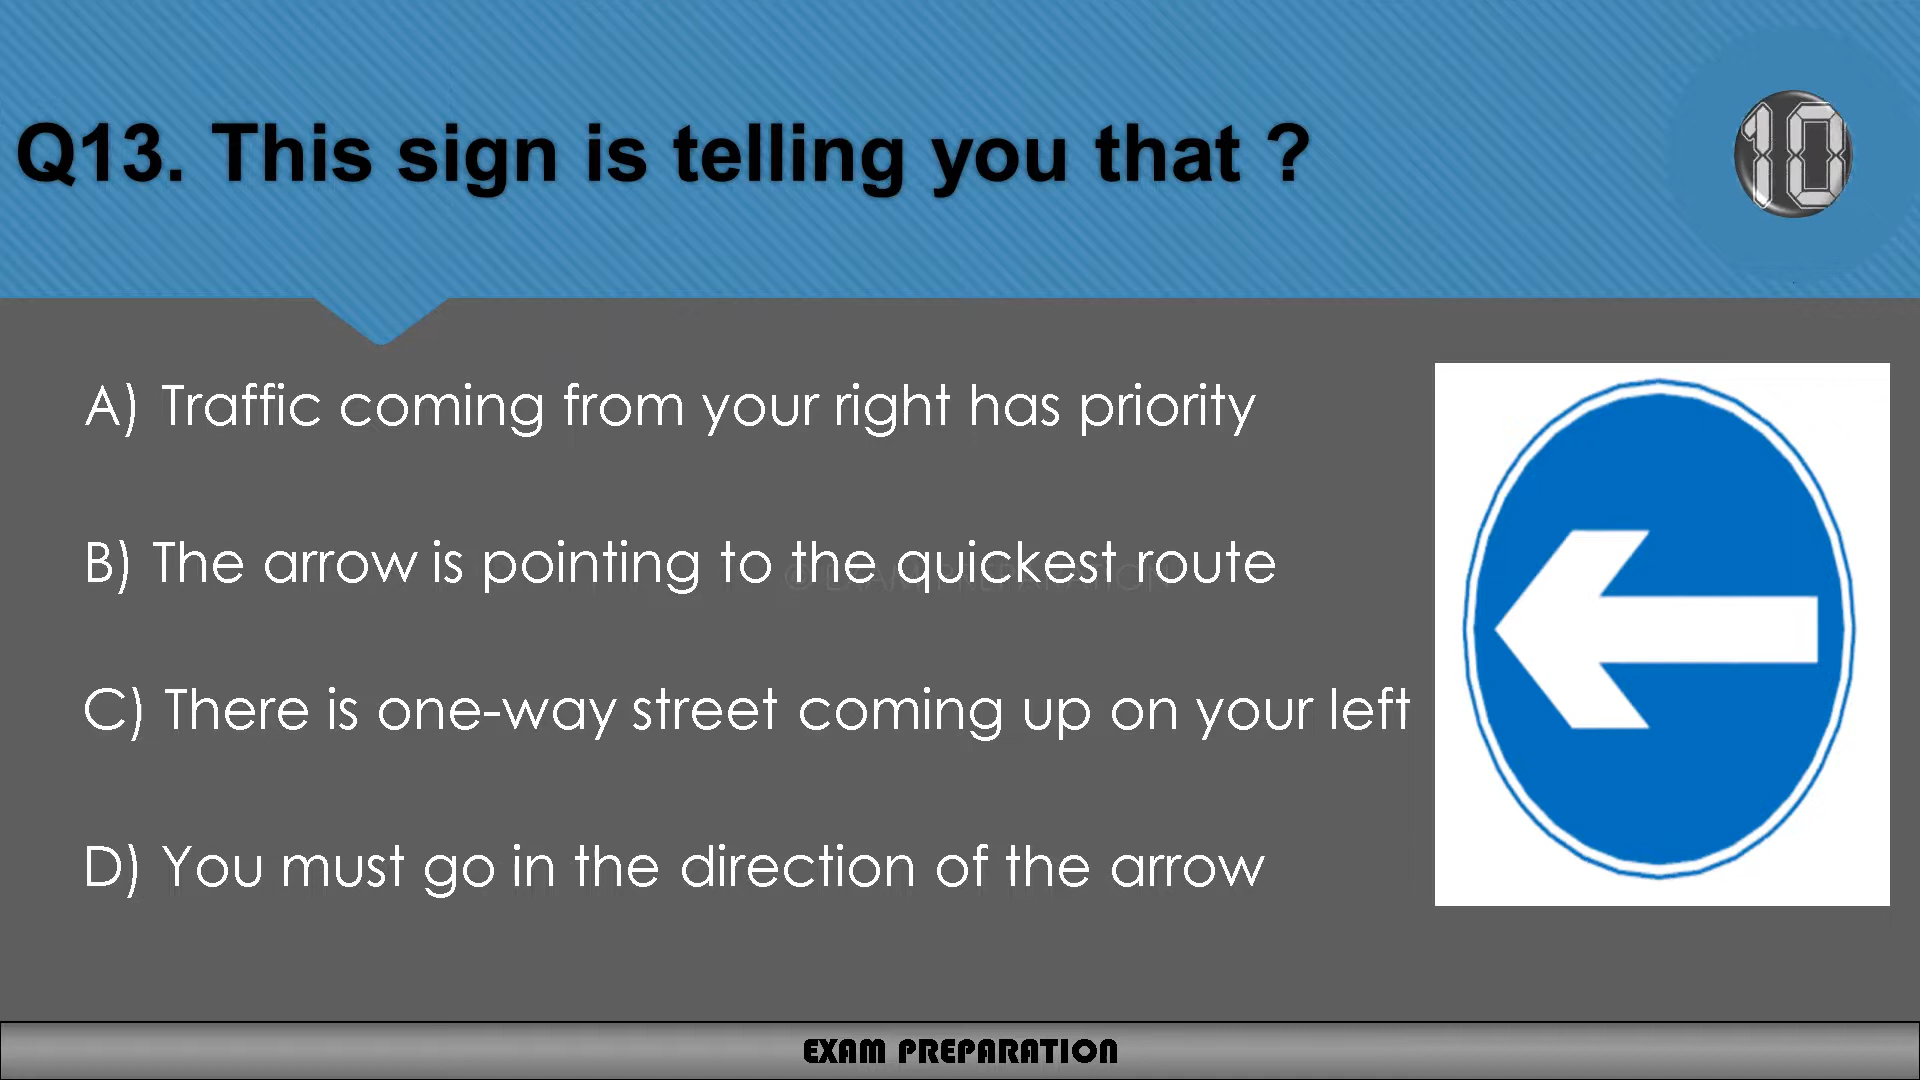 Q13. This sign is telling you that ?
10
A) Traffic coming from your right has priority
B) The arrow is pointing to the quickest route
© EXAM PREPARATION
C) There is one-way street coming up on your left
D) You must go in the direction of the arrow
EXAM PREPARATION